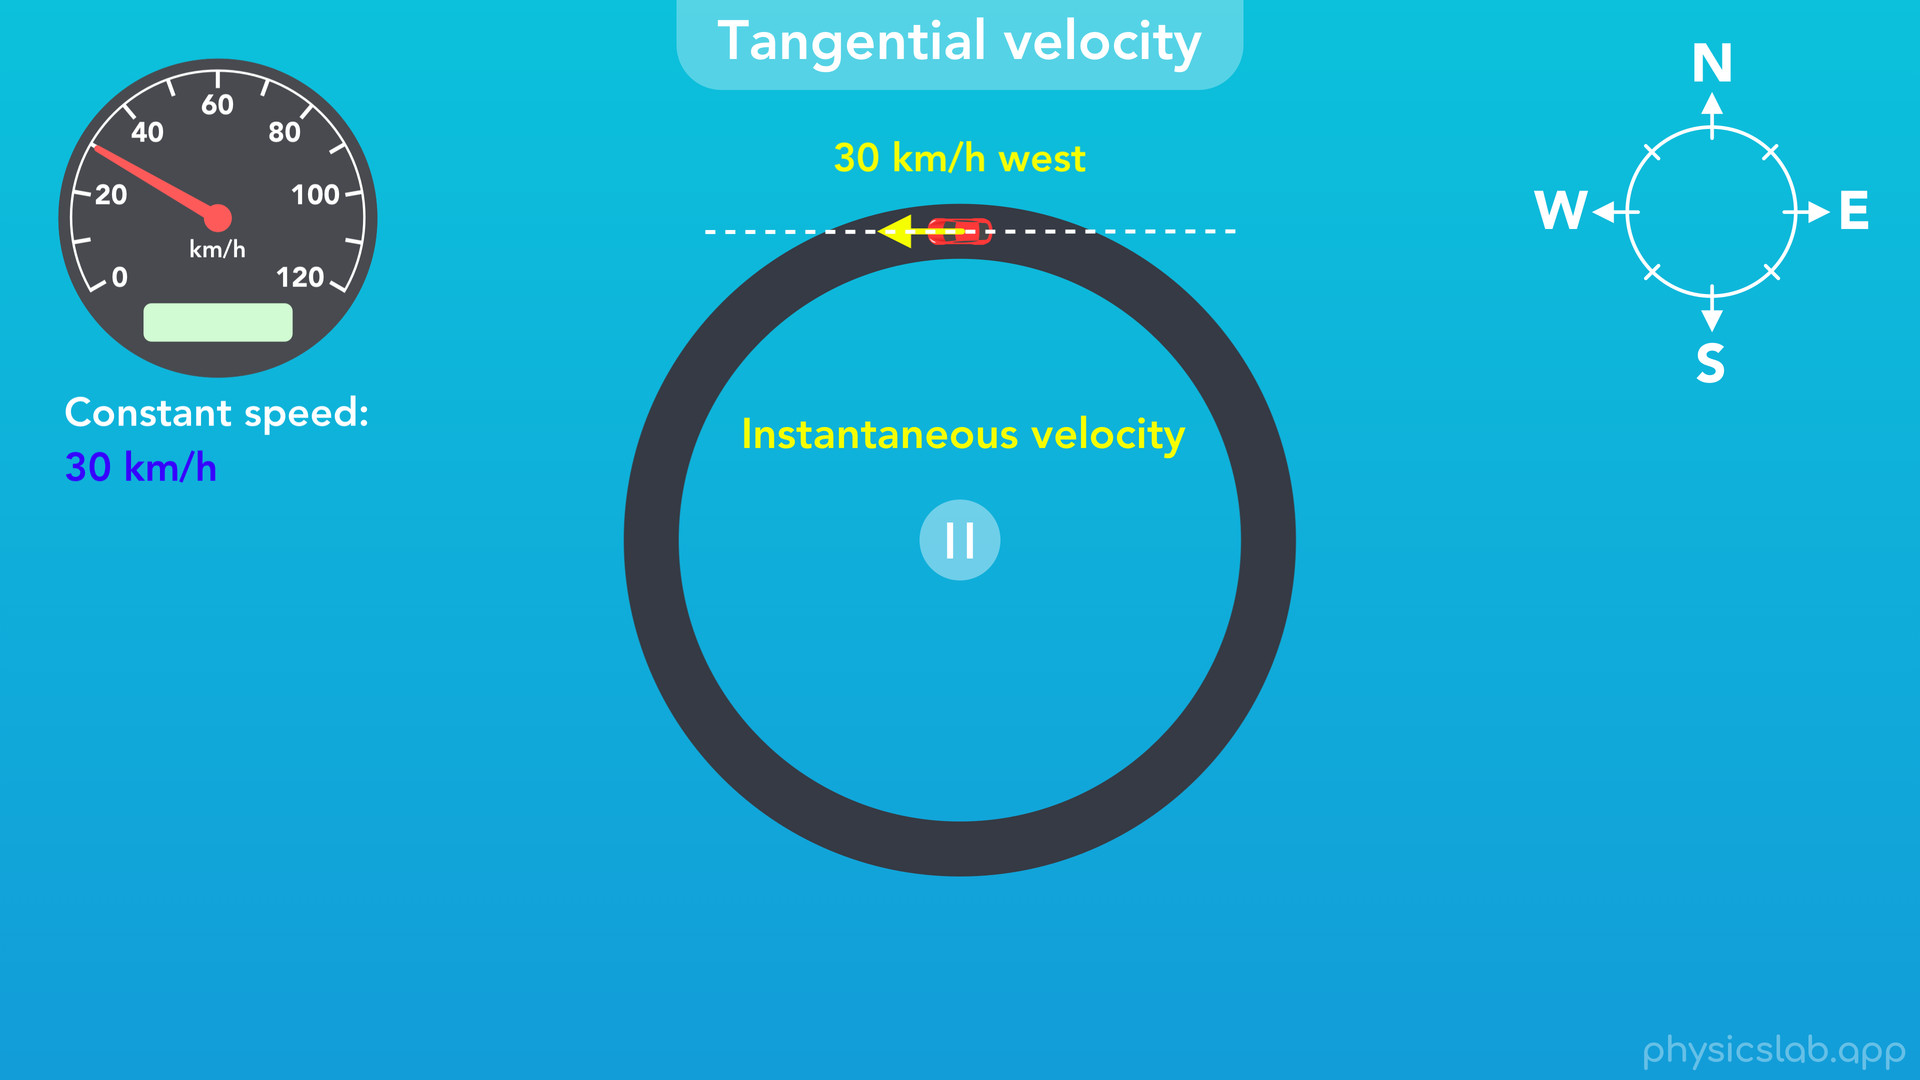 Tangential velocity
N
W
E
S
60
40
80
20
100
km/h
0
120
30 km/h west
Constant speed:
30 km/h
Instantaneous velocity
physicslab.app